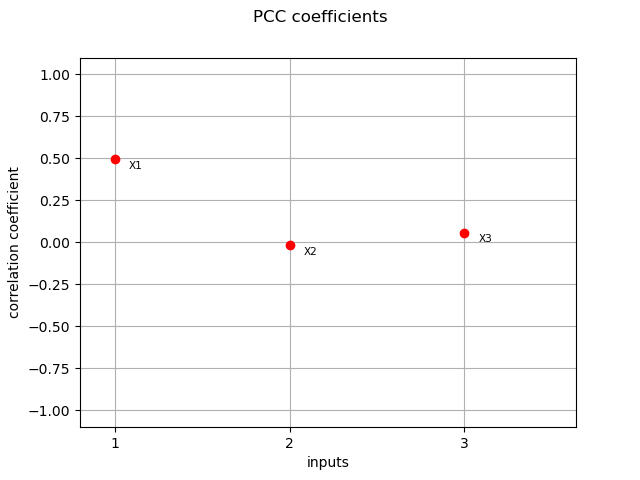 PCC coefficients
correlation coefficient
1.00
0.75
0.50
0.25
0.00
−0.25
−0.50
−0.75
−1.00
X1
X2
X3
1
2
3
inputs